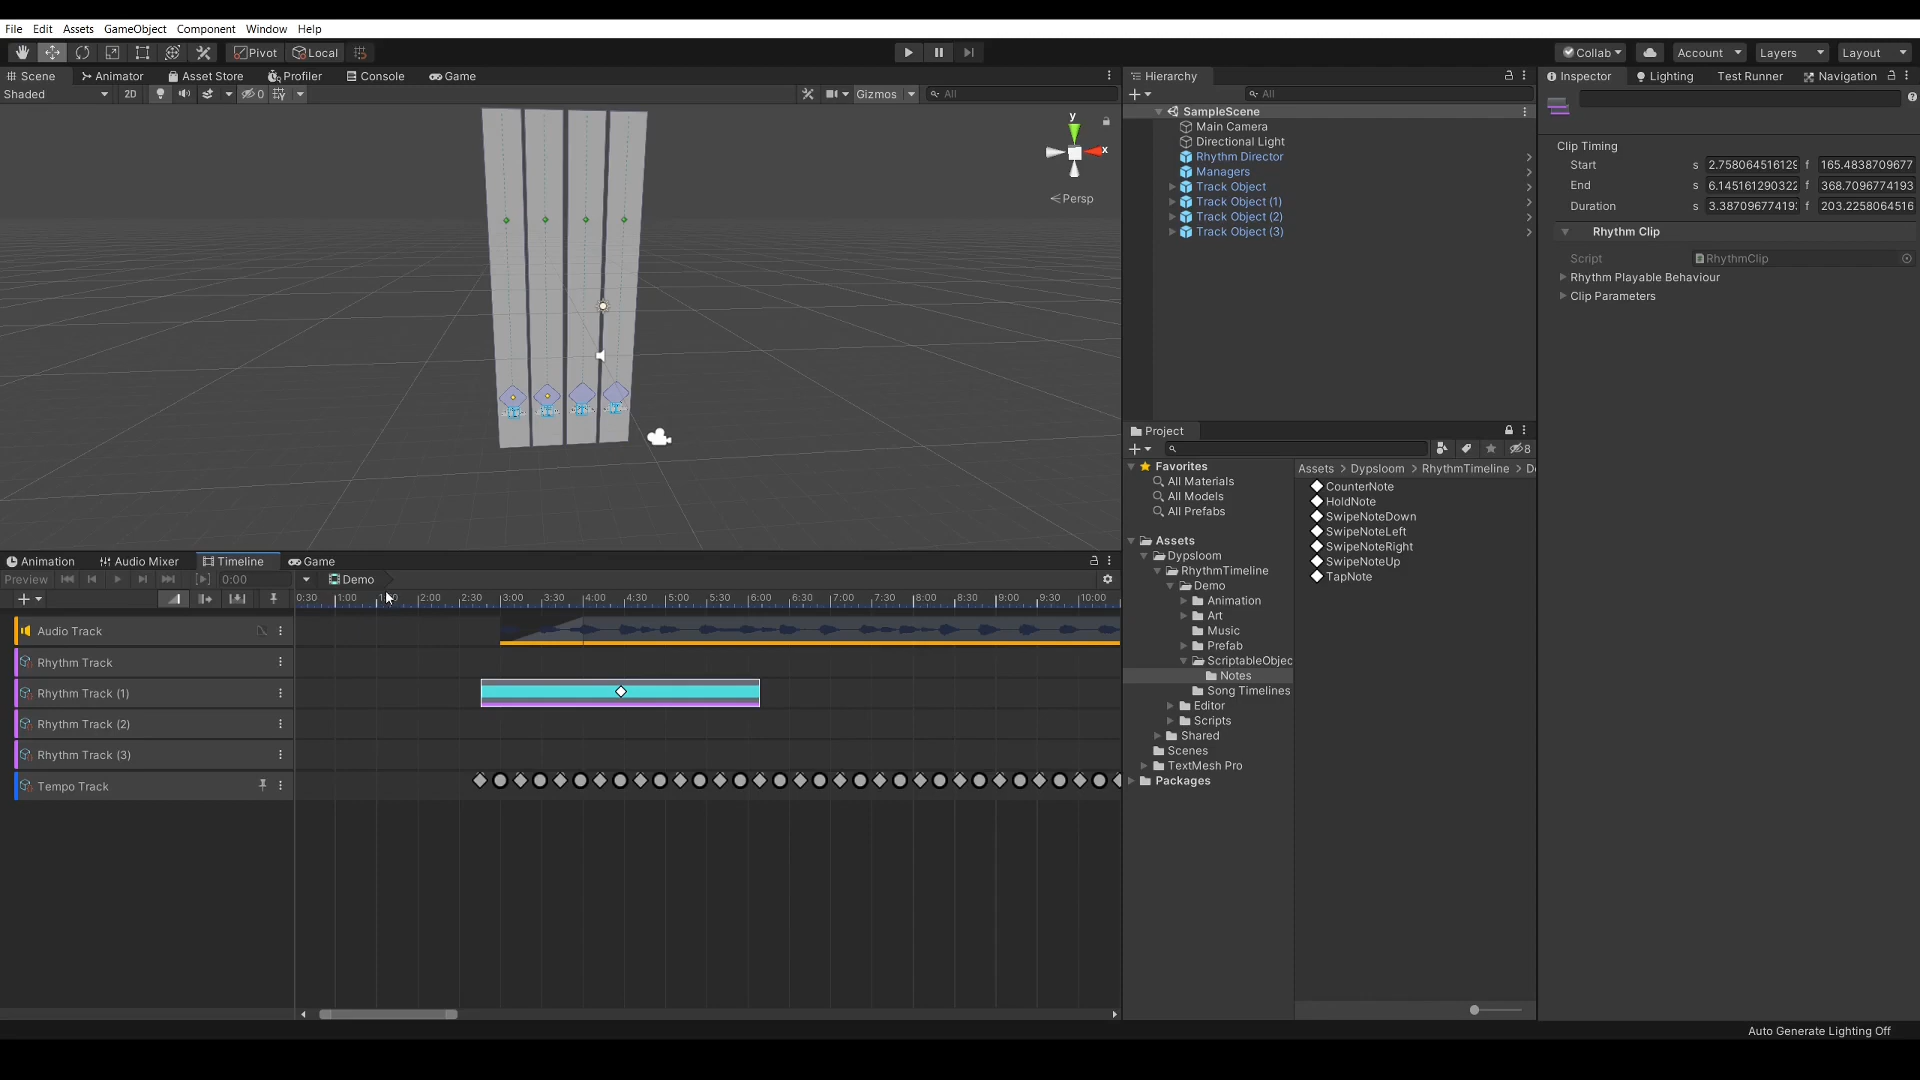 File Edit Assets GameObject Component Window Help
Pivot Local Collab Account Layers Layout
Scene Animator Asset Store Profiler Console Game
Shaded 2D 0 Gizmos All
y
x
Persp
Hierarchy
All
SampleScene
Main Camera
Directional Light
Rhythm Director
Managers
Track Object
Track Object (1)
Track Object (2)
Track Object (3)
Inspector Lighting Test Runner Navigation
Clip Timing
Start s 2.758064516129 f 165.4838709677
End s 6.145161290322 f 368.7096774193
Duration s 3.387096774193 f 203.2258064516
Rhythm Clip
Script RhythmClip
Rhythm Playable Behaviour
Clip Parameters
Animation Audio Mixer Timeline Game
Preview 0:00 Demo
0:30 1:00 2:00 2:30 3:00 3:30 4:00 4:30 5:00 5:30 6:00 6:30 7:00 7:30 8:00 8:30 9:00 9:30 10:00
Audio Track
Rhythm Track
Rhythm Track (1)
Rhythm Track (2)
Rhythm Track (3)
Tempo Track
Project
8
Favorites
All Materials
All Models
All Prefabs
Assets
Dypsloom
RhythmTimeline
Demo
Animation
Art
Music
Prefab
ScriptableObjec
Notes
Song Timelines
Editor
Scripts
Shared
Scenes
TextMesh Pro
Packages
Assets > Dypsloom > RhythmTimeline > D
CounterNote
HoldNote
SwipeNoteDown
SwipeNoteLeft
SwipeNoteRight
SwipeNoteUp
TapNote
Auto Generate Lighting Off